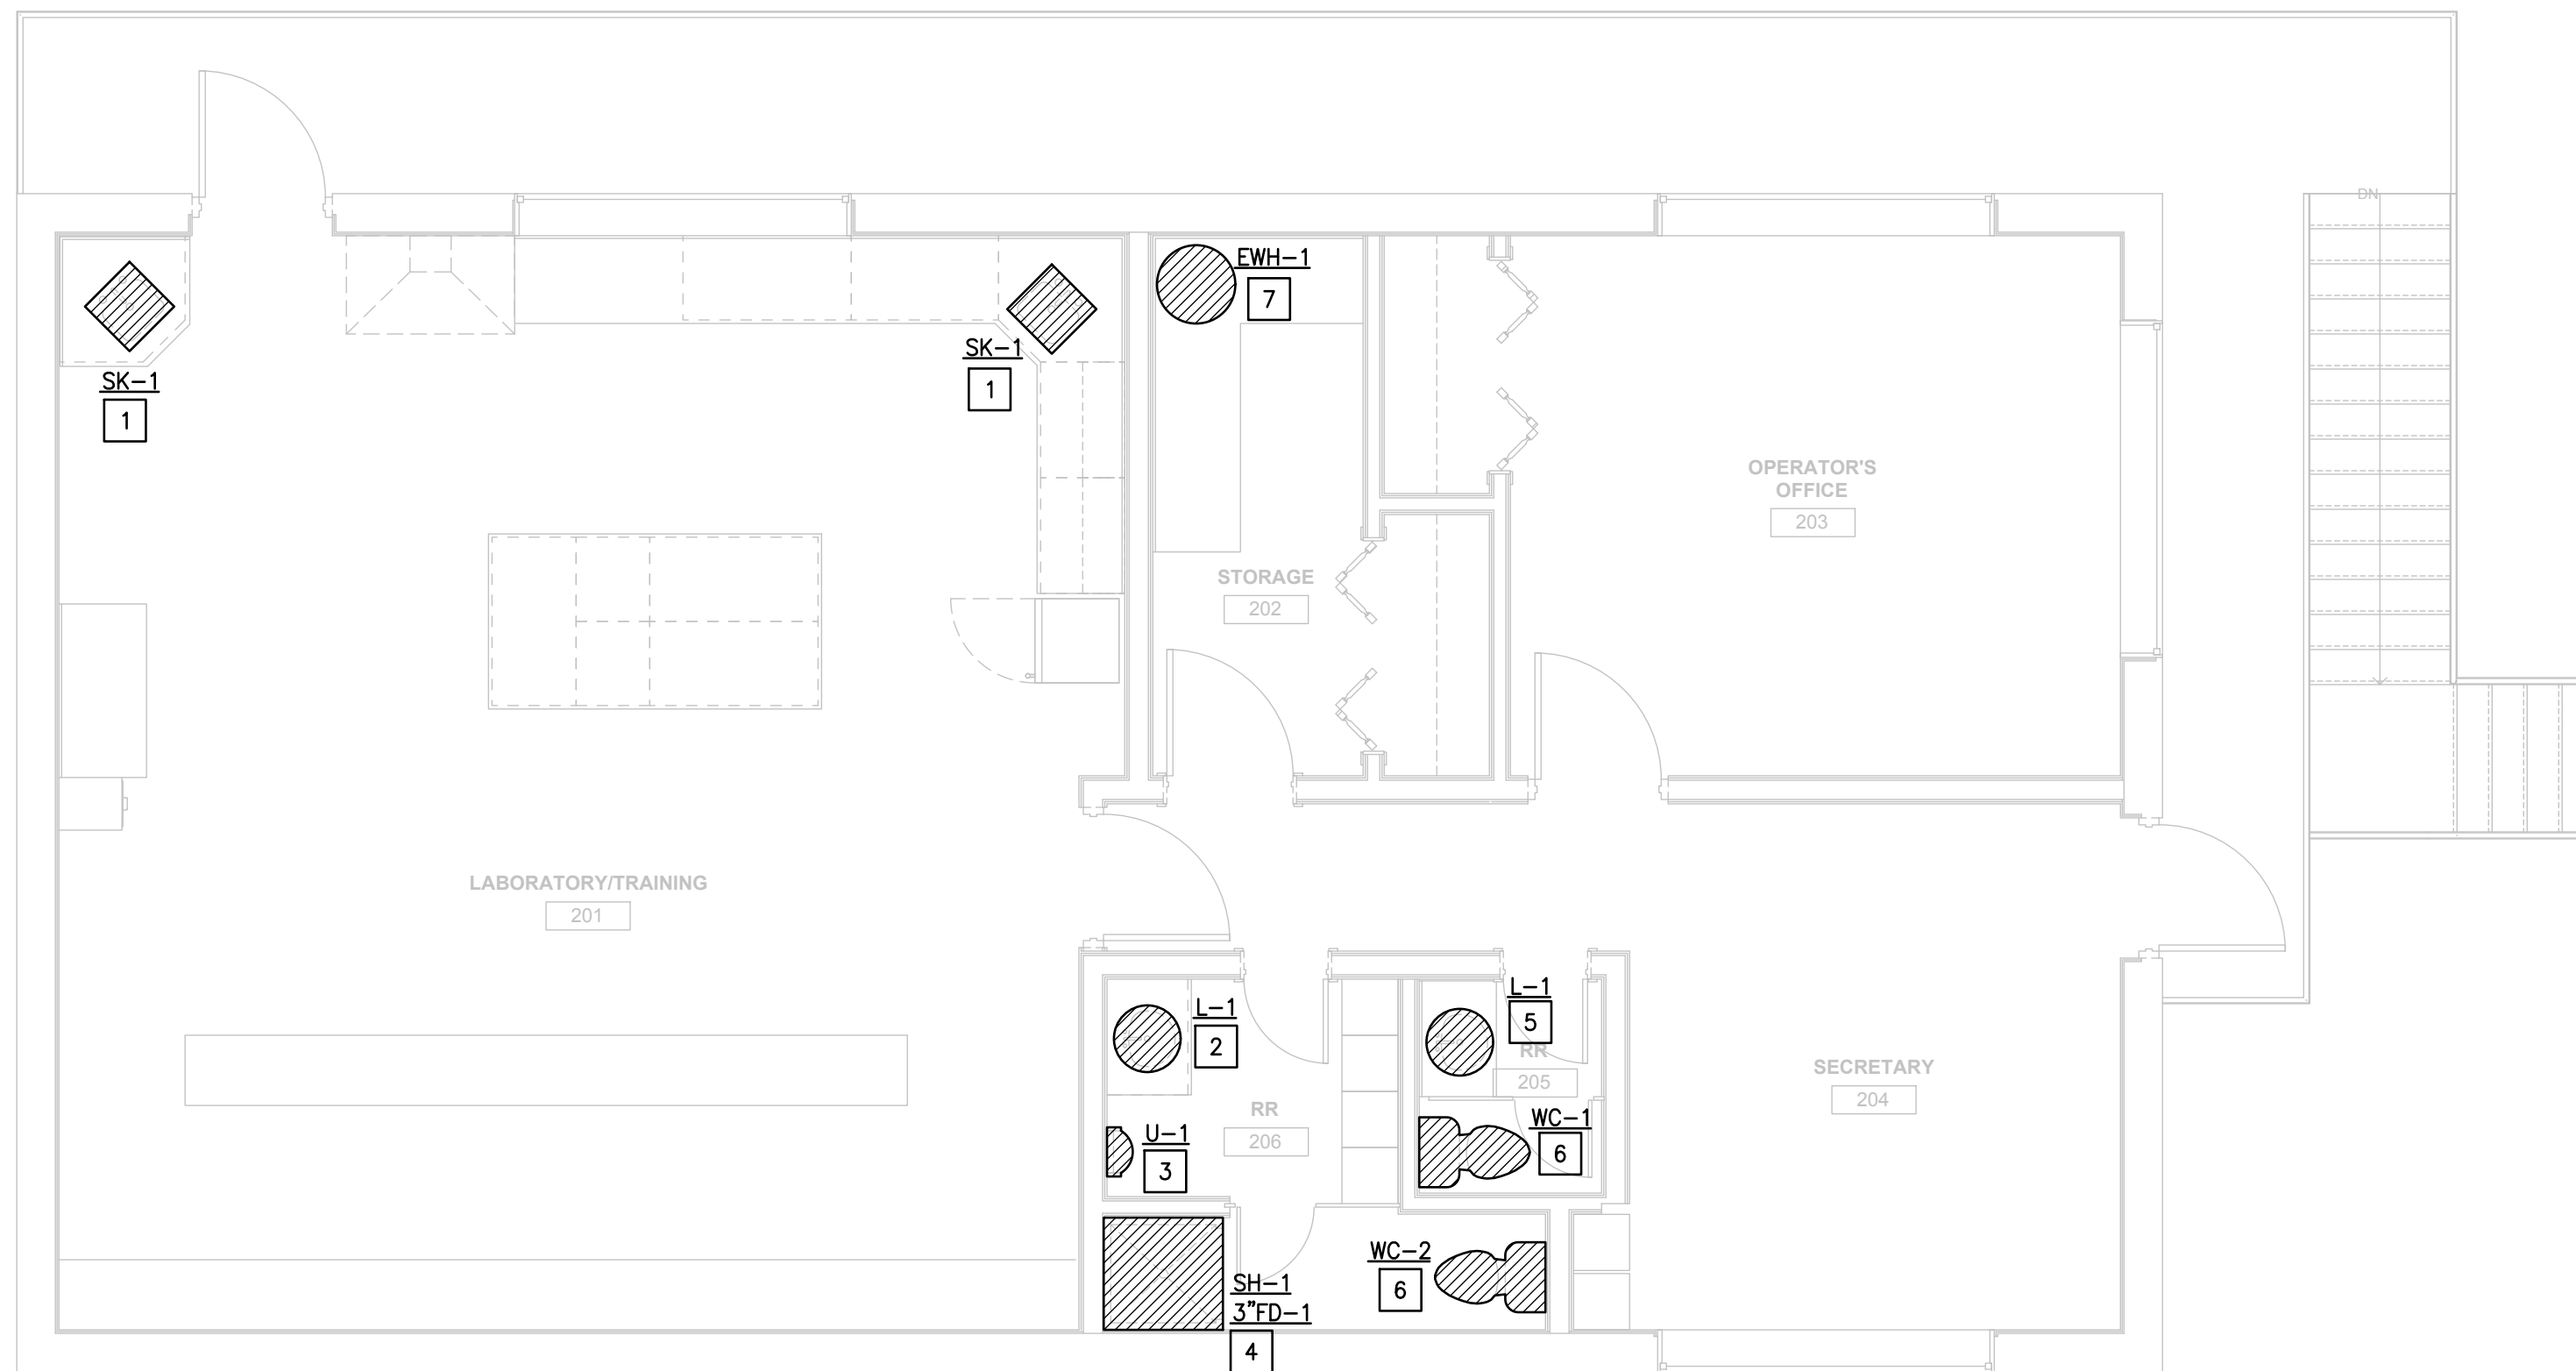 DN
EWH-1
7
SK-1
1
SK-1
1
OPERATOR'S
OFFICE
203
STORAGE
202
LABORATORY/TRAINING
201
L-1
2
L-1
5
RR
205
SECRETARY
204
RR
206
U-1
3
WC-1
6
WC-2
6
SH-1
3"FD-1
4